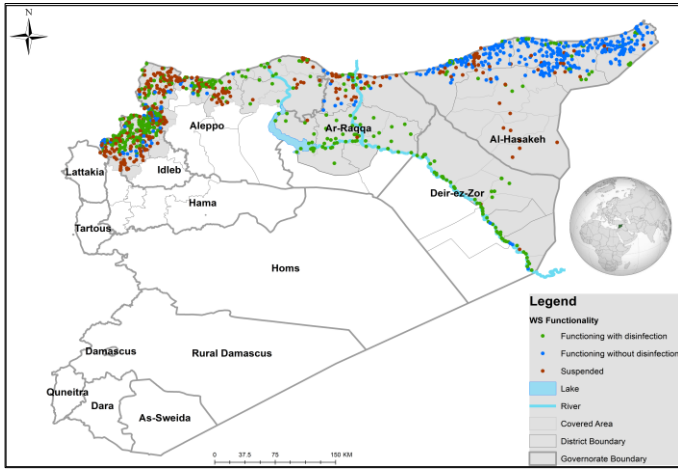 N
Aleppo
Ar-Raqqa
Al-Hasakeh
Lattakia
Idleb
Deir-ez-Zor
Hama
Tartous
Homs
Damascus
Rural Damascus
Quneitra
Dara
As-Sweida
0 37.5 75 150 KM
Legend
WS Functionality
Functioning with disinfection
Functioning without disinfection
Suspended
Lake
River
Covered Area
District Boundary
Governorate Boundary